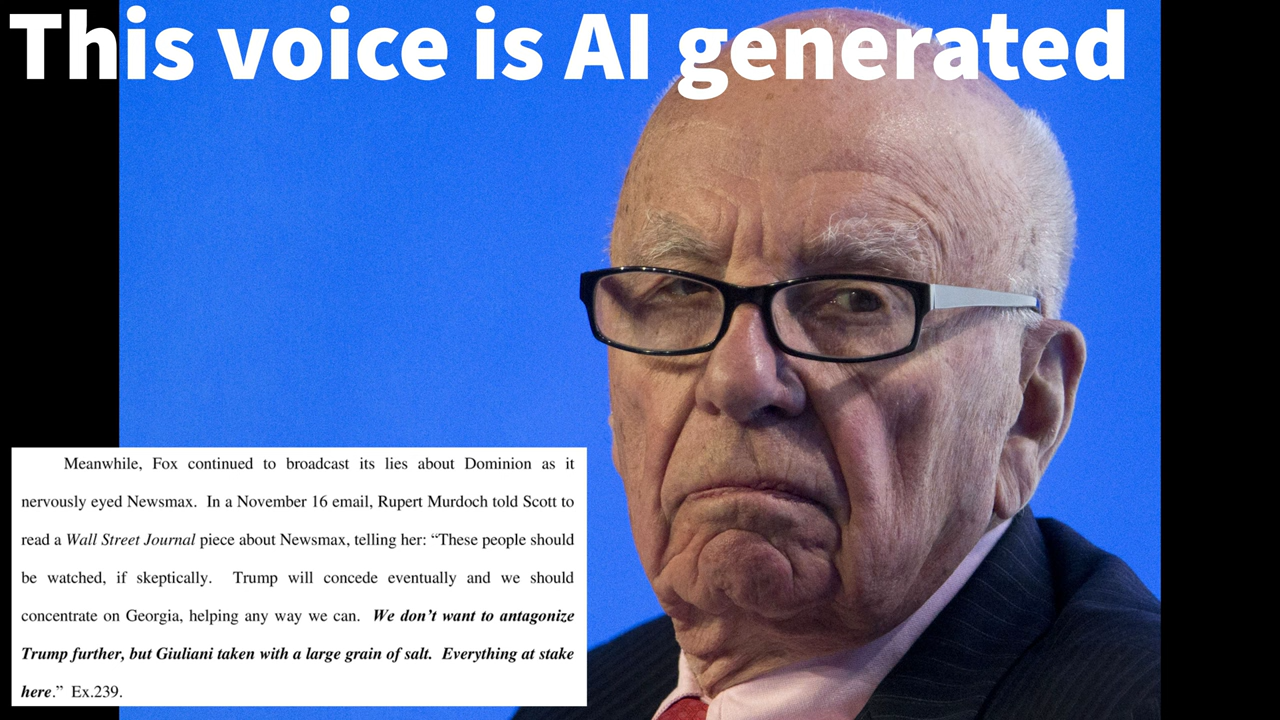 This voice is AI generated
Meanwhile, Fox continued to broadcast its lies about Dominion as it
nervously eyed Newsmax. In a November 16 email, Rupert Murdoch told Scott to
read a Wall Street Journal piece about Newsmax, telling her: “These people should
be watched, if skeptically. Trump will concede eventually and we should
concentrate on Georgia, helping any way we can. We don’t want to antagonize
Trump further, but Giuliani taken with a large grain of salt. Everything at stake
here.” Ex.239.